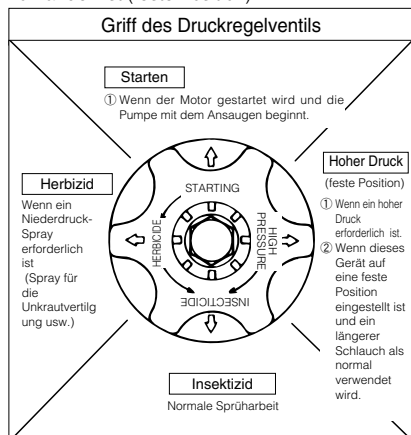 Griff des Druckregelventils
Starten
① Wenn der Motor gestartet wird und die
Pumpe mit dem Ansaugen beginnt.
Herbizid
Wenn ein
Niederdruck-
Spray
erforderlich
ist
(Spray für
die
Unkrautvertilg
ung usw.)
STARTING
HERBICIDE
HIGH
PRESSURE
INSECTICIDE
Hoher Druck
(feste Position)
① Wenn ein hoher
Druck
erforderlich ist.
② Wenn dieses
Gerät auf
eine feste
Position
eingestellt ist
und ein
längerer
Schlauch als
normal
verwendet
wird.
Insektizid
Normale Sprüharbeit